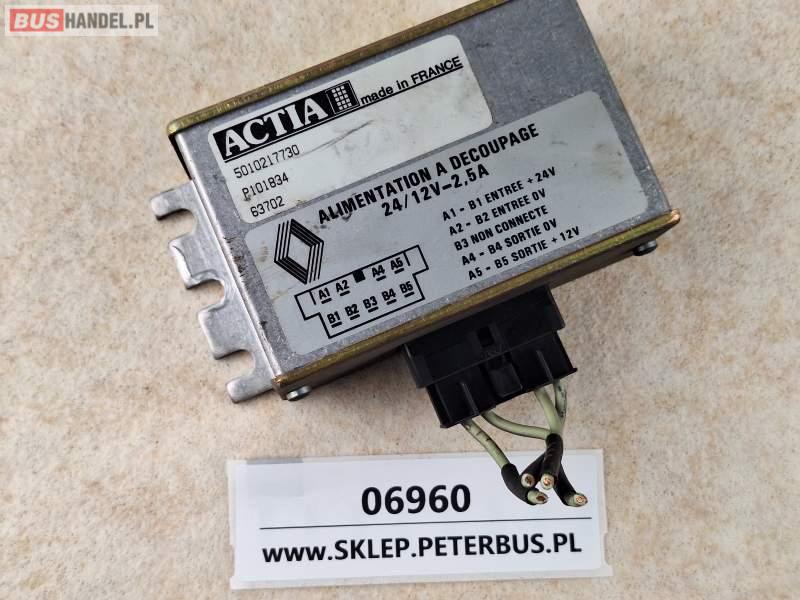 BUSHANDEL.PL
ACTIA made in FRANCE
5010217730
P101834
63702
ALIMENTATION A DECOUPAGE
24/12V-2,5A
A1 - B1 ENTREE + 24V
A2 - B2 ENTREE 0V
B3 NON CONNECTE
A4 - B4 SORTIE 0V
A5 - B5 SORTIE + 12V
A1 A2 A4 A5
B1 B2 B3 B4 B5
06960
www.SKLEP.PETERBUS.PL